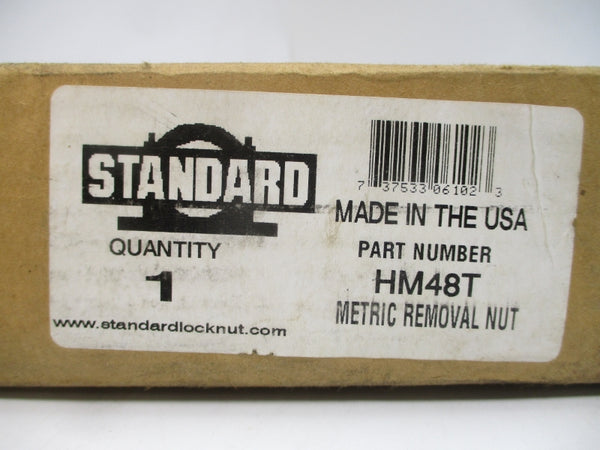 STANDARD
QUANTITY
1
www.standardlocknut.com
7 37533 06102 3
MADE IN THE USA
PART NUMBER
HM48T
METRIC REMOVAL NUT